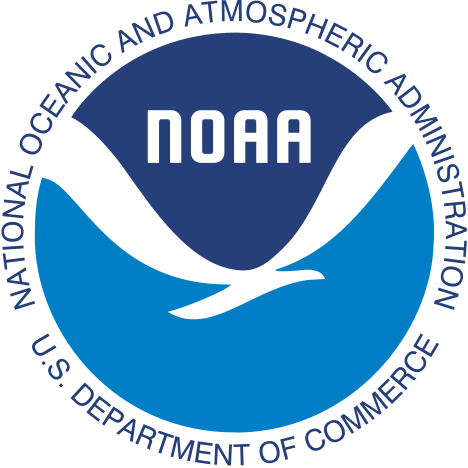 NATIONAL OCEANIC AND ATMOSPHERIC ADMINISTRATION
NOAA
U.S. DEPARTMENT OF COMMERCE